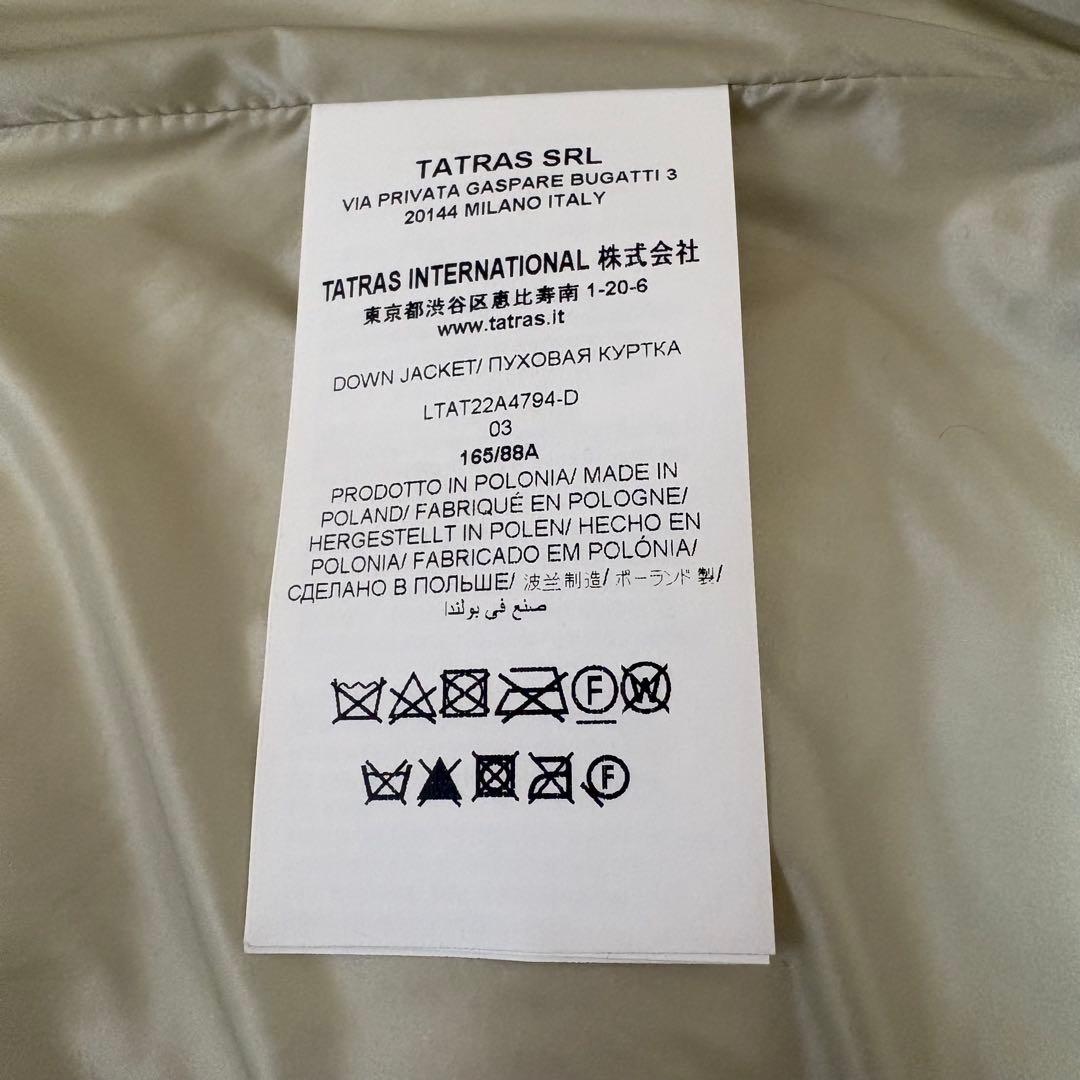 TATRAS SRL
VIA PRIVATA GASPARE BUGATTI 3
20144 MILANO ITALY
TATRAS INTERNATIONAL 株式会社
東京都渋谷区恵比寿南 1-20-6
www.tatras.it
DOWN JACKET/ ПУХОВАЯ КУРТКА
LTAT22A4794-D
03
165/88A
PRODOTTO IN POLONIA/ MADE IN
POLAND/ FABRIQUÉ EN POLOGNE/
HERGESTELLT IN POLEN/ HECHO EN
POLONIA/ FABRICADO EM POLÓNIA/
СДЕЛАНО В ПОЛЬШЕ/ 波兰制造/ ポーランド製/
صنع في بولندا
F W
F